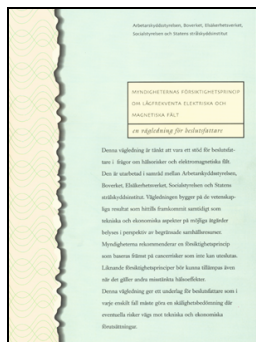 Arbetarskyddsstyrelsen, Boverket, Elsäkerhetsverket,
Socialstyrelsen och Statens strålskyddsinstitut
MYNDIGHETERNAS FÖRSIKTIGHETSPRINCIP
OM LÅGFREKVENTA ELEKTRISKA OCH
MAGNETISKA FÄLT
en vägledning för beslutsfattare
Denna vägledning är tänkt att vara ett stöd för beslutsfat-
tare i frågor om hälsorisker och elektromagnetiska fält.
Den är utarbetad i samråd mellan Arbetarskyddsstyrelsen,
Boverket, Elsäkerhetsverket, Socialstyrelsen och Statens
strålskyddsinstitut. Vägledningen bygger på de vetenskap-
liga resultat som hittills framkommit samtidigt som
tekniska och ekonomiska aspekter på möjliga åtgärder
belyses i perspektiv av begränsade samhällsresurser.
Myndigheterna rekommenderar en försiktighetsprincip
som baseras främst på cancerrisker som inte kan uteslutas.
Liknande försiktighetsprinciper bör kunna tillämpas även
när det gäller andra misstänkta hälsoeffekter.
Denna vägledning ger ett underlag för beslutsfattare som i
varje enskilt fall måste göra en skälighetsbedömning där
eventuella risker vägs mot tekniska och ekonomiska
förutsättningar.